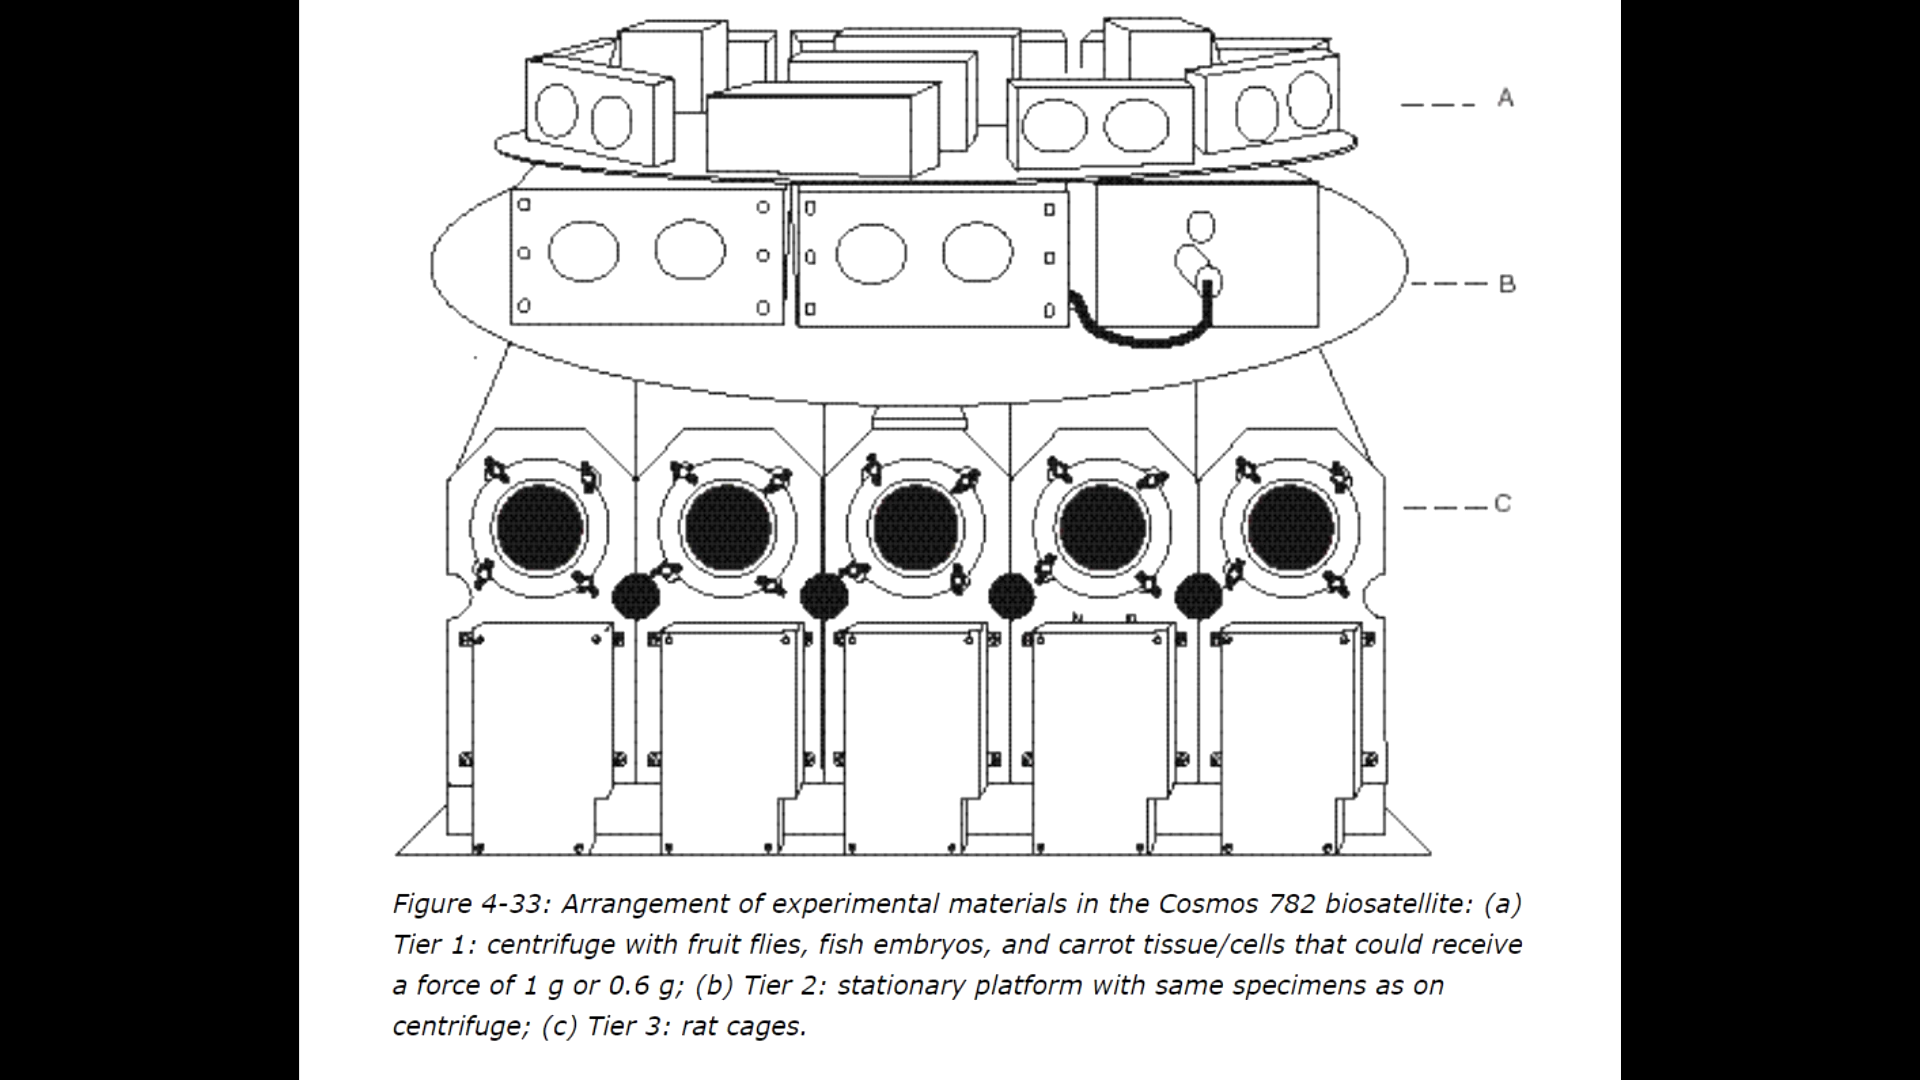 A
B
C
Figure 4-33: Arrangement of experimental materials in the Cosmos 782 biosatellite: (a)
Tier 1: centrifuge with fruit flies, fish embryos, and carrot tissue/cells that could receive
a force of 1 g or 0.6 g; (b) Tier 2: stationary platform with same specimens as on
centrifuge; (c) Tier 3: rat cages.